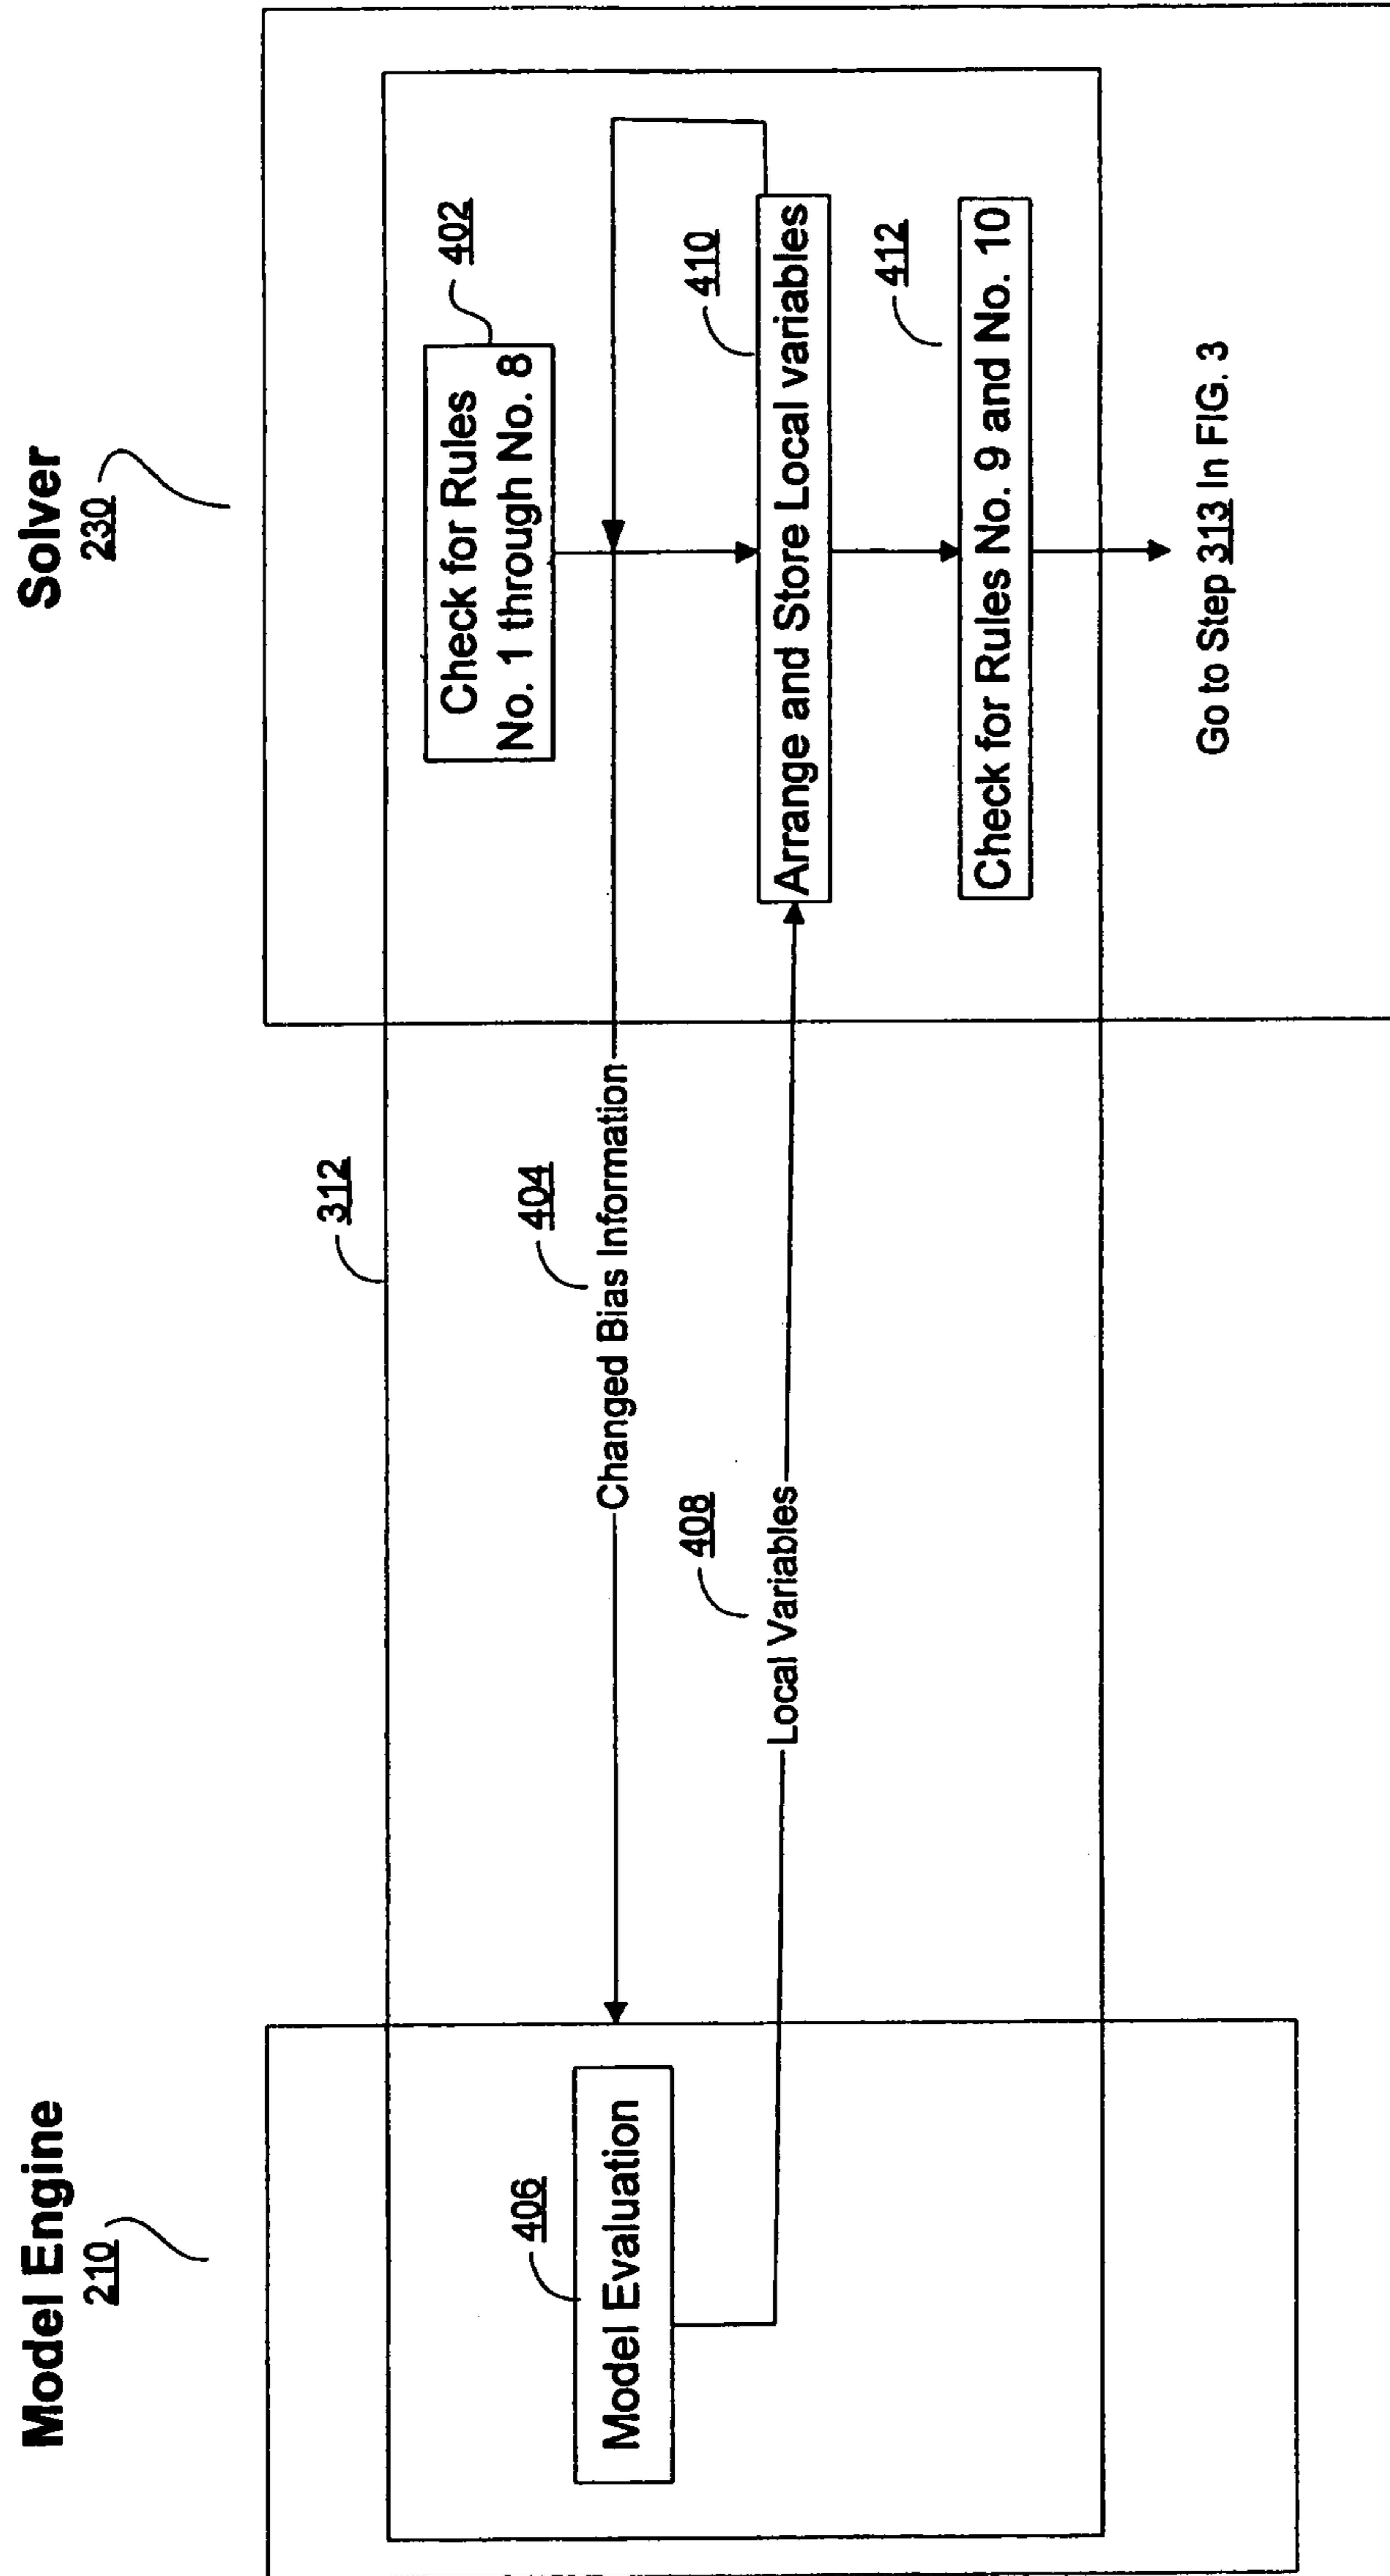 Model Engine
210
Solver
230
312
Check for Rules
No. 1 through No. 8
402
404
Changed Bias Information
406
Model Evaluation
408
Local Variables
410
Arrange and Store Local variables
412
Check for Rules No. 9 and No. 10
Go to Step 313 In FIG. 3